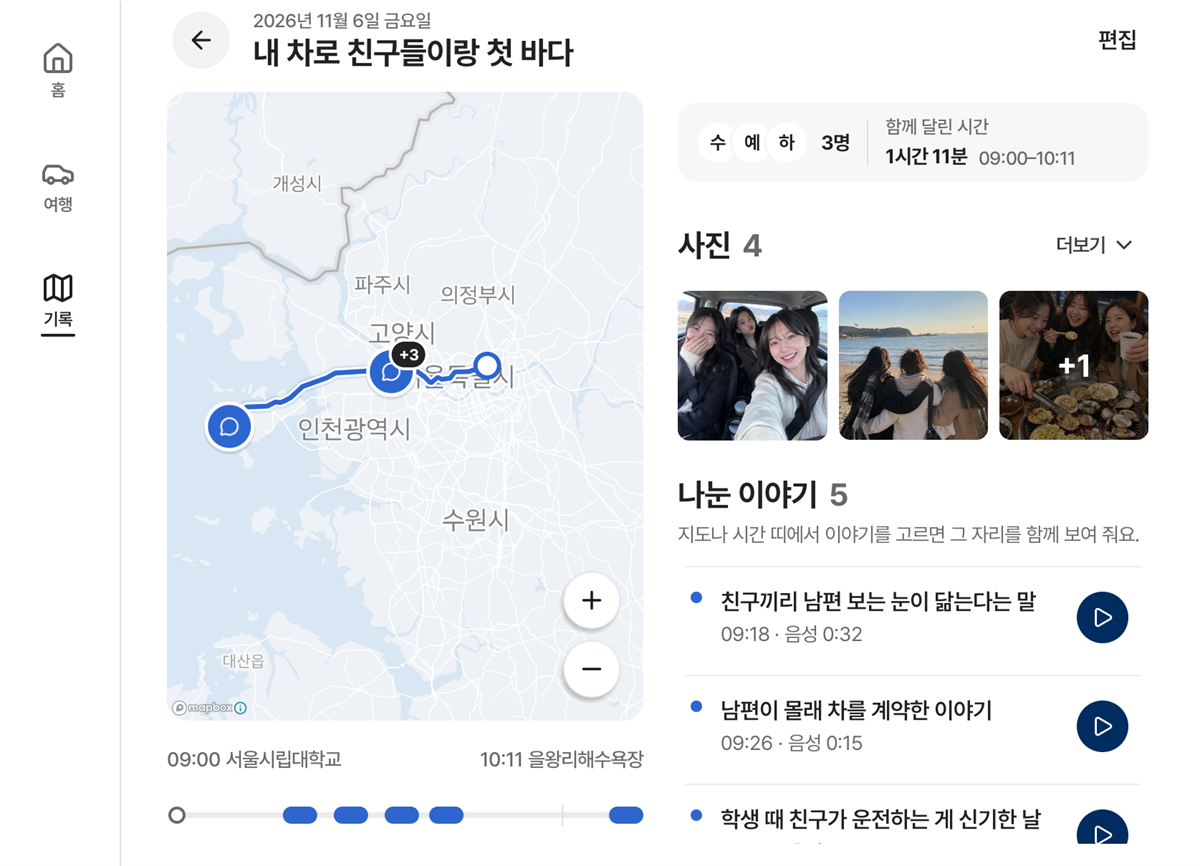 홈
여행
기록
2026년 11월 6일 금요일
내 차로 친구들이랑 첫 바다
편집
개성시
파주시
의정부시
고양시
+3
인천광역시
수원시
대산읍
+
−
mapbox
09:00 서울시립대학교
10:11 을왕리해수욕장
수 예 하 3명
함께 달린 시간
1시간 11분 09:00–10:11
사진 4
더보기
+1
나눈 이야기 5
지도나 시간 띠에서 이야기를 고르면 그 자리를 함께 보여 줘요.
친구끼리 남편 보는 눈이 닮는다는 말
09:18 · 음성 0:32
남편이 몰래 차를 계약한 이야기
09:26 · 음성 0:15
학생 때 친구가 운전하는 게 신기한 날